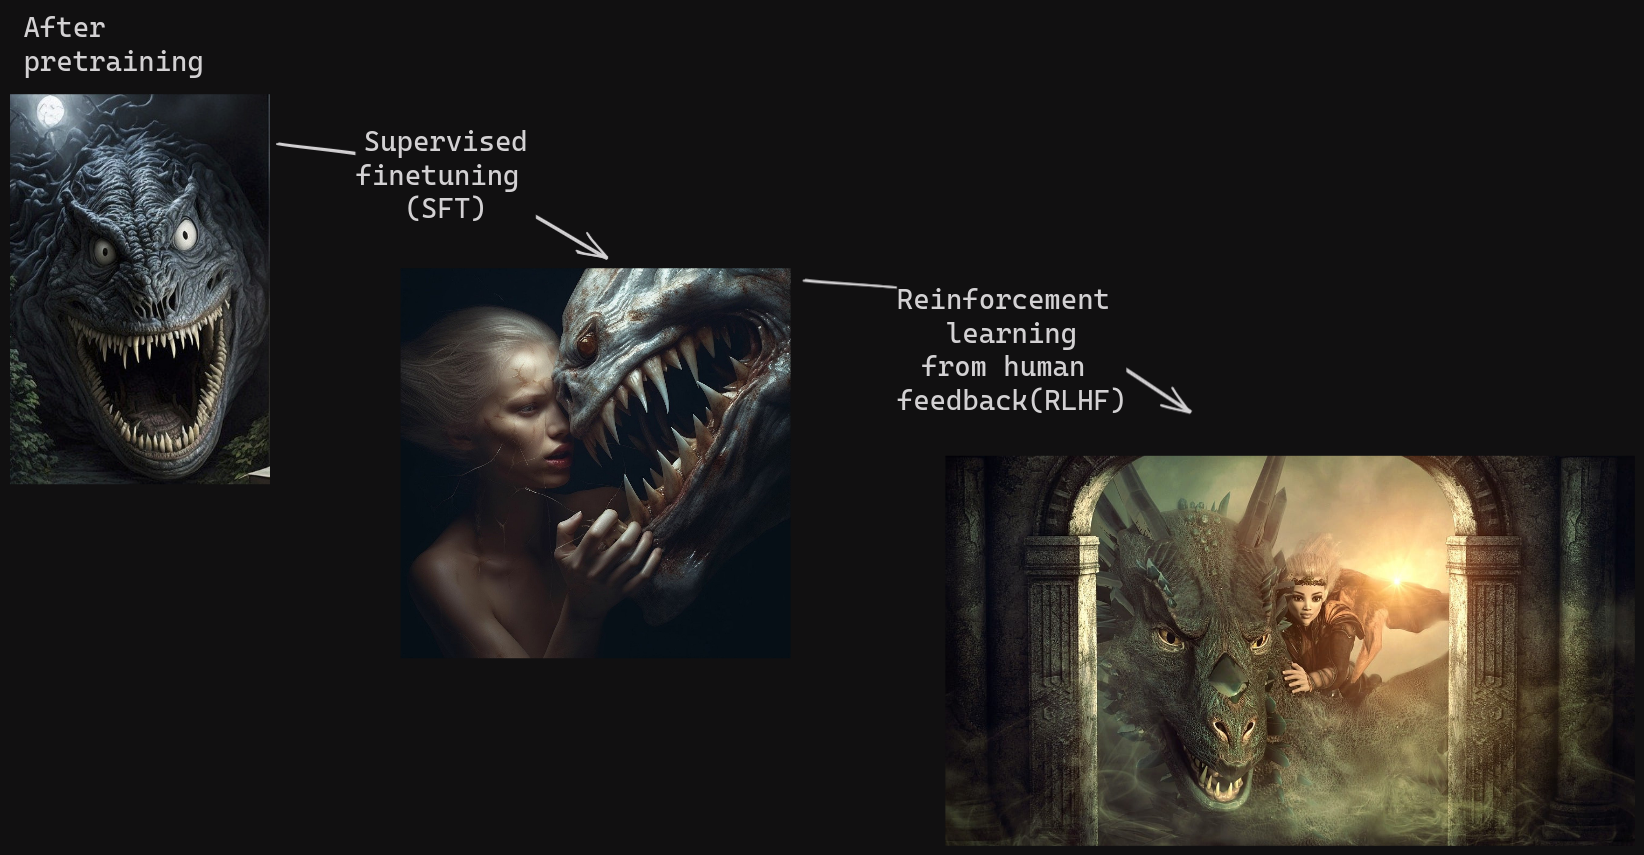 After
pretraining
Supervised
finetuning
(SFT)
Reinforcement
learning
from human
feedback(RLHF)